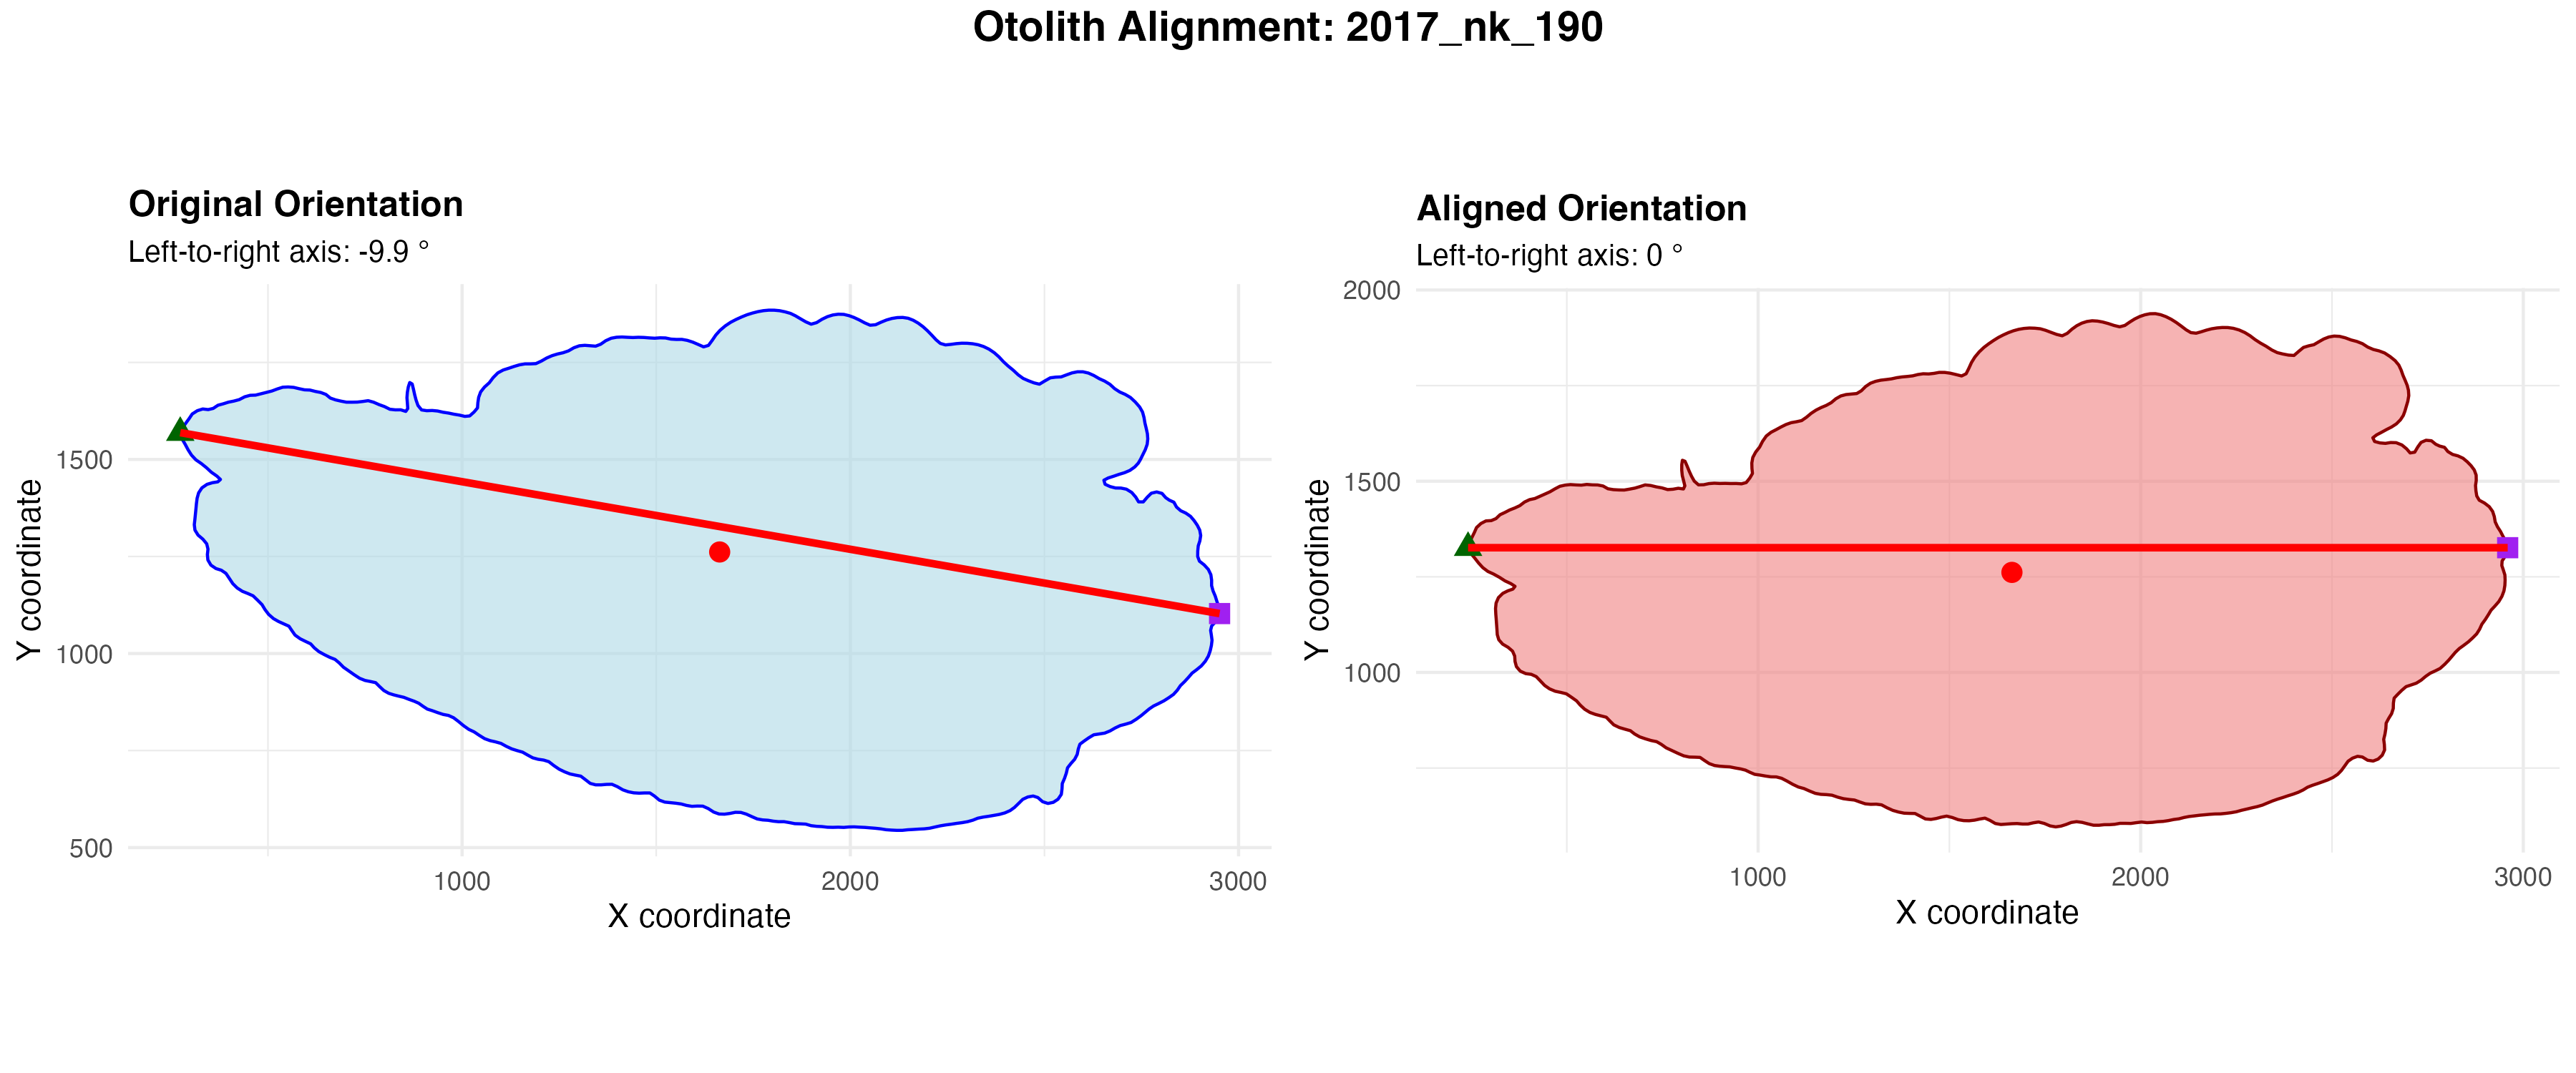 Otolith Alignment: 2017_nk_190
Original Orientation
Left-to-right axis: -9.9 °
1500
1000
500
Y coordinate
1000
2000
3000
X coordinate
Aligned Orientation
Left-to-right axis: 0 °
2000
1500
1000
Y coordinate
1000
2000
3000
X coordinate